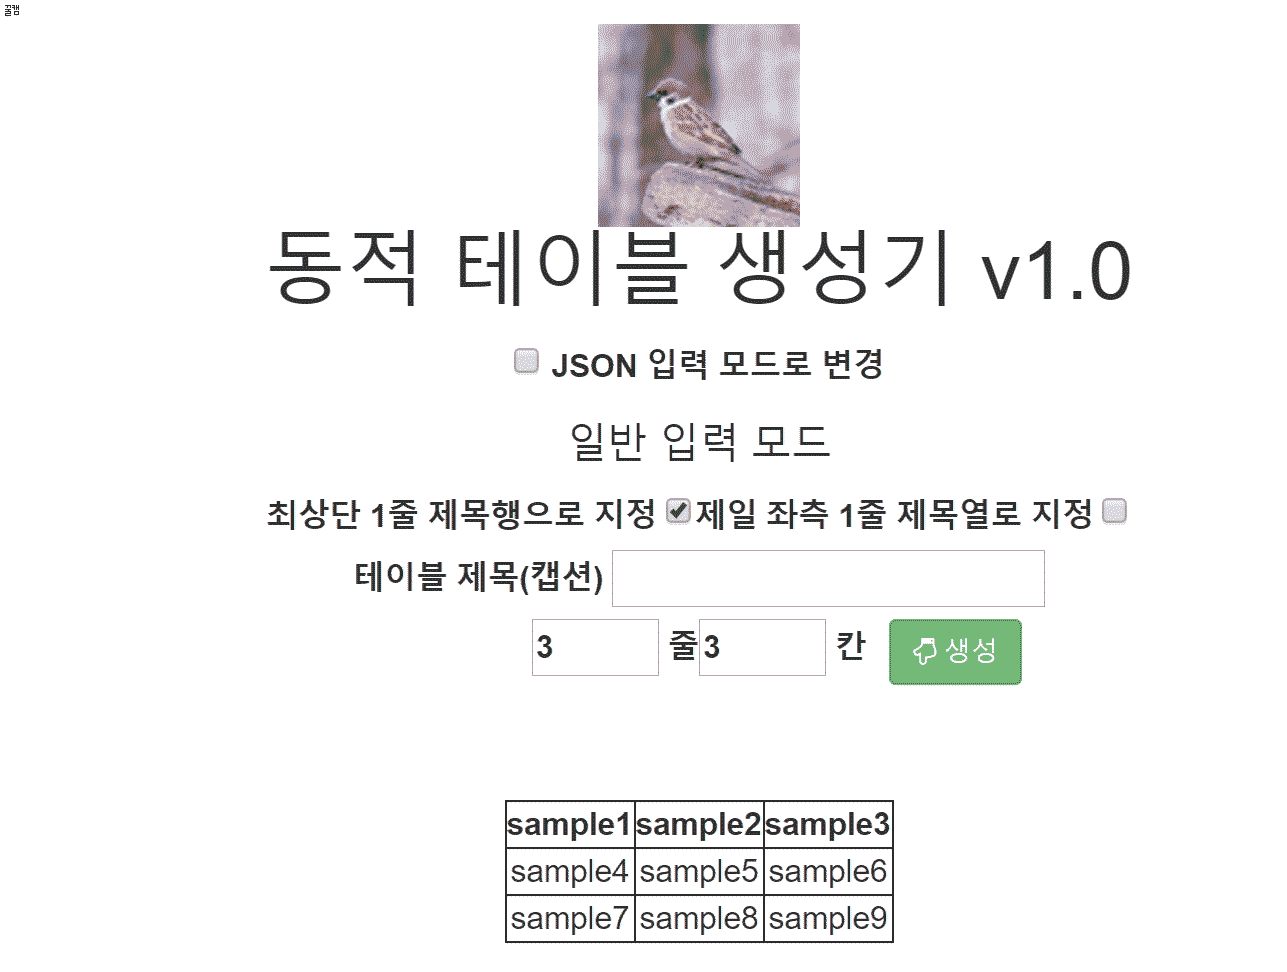 꿀캠
동적 테이블 생성기 v1.0
JSON 입력 모드로 변경
일반 입력 모드
최상단 1줄 제목행으로 지정 제일 좌측 1줄 제목열로 지정
테이블 제목(캡션)
3 줄 3 칸 생성
sample1 sample2 sample3
sample4 sample5 sample6
sample7 sample8 sample9